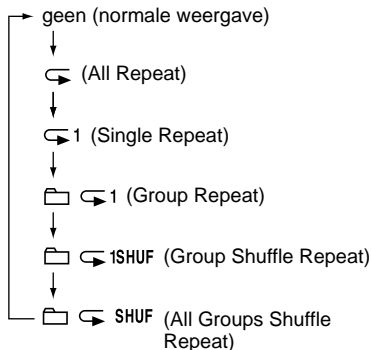 geen (normale weergave)
(All Repeat)
1 (Single Repeat)
1 (Group Repeat)
1SHUF (Group Shuffle Repeat)
SHUF (All Groups Shuffle
Repeat)